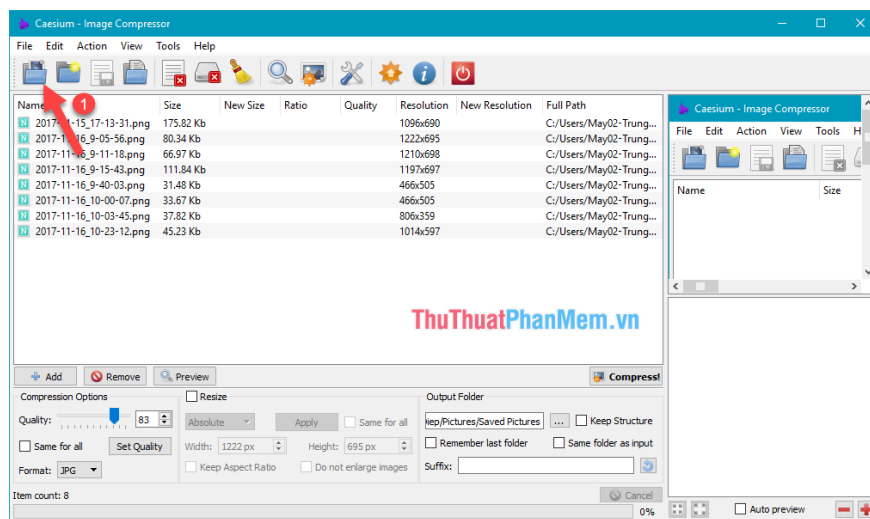 Caesium - Image Compressor
File Edit Action View Tools Help
1
Name Size New Size Ratio Quality Resolution New Resolution Full Path
2017-11-15_17-13-31.png 175.82 Kb 1096x690 C:/Users/May02-Trung...
2017-11-16_9-05-56.png 80.34 Kb 1222x695 C:/Users/May02-Trung...
2017-11-16_9-11-18.png 66.97 Kb 1210x698 C:/Users/May02-Trung...
2017-11-16_9-15-43.png 111.84 Kb 1197x697 C:/Users/May02-Trung...
2017-11-16_9-40-03.png 31.48 Kb 466x505 C:/Users/May02-Trung...
2017-11-16_10-00-07.png 33.67 Kb 466x505 C:/Users/May02-Trung...
2017-11-16_10-03-45.png 37.82 Kb 806x359 C:/Users/May02-Trung...
2017-11-16_10-23-12.png 45.23 Kb 1014x597 C:/Users/May02-Trung...
ThuThuatPhanMem.vn
Add Remove Preview Compress!
Compression Options Resize Output Folder
Quality: 83 Absolute Apply Same for all iep/Pictures/Saved Pictures ... Keep Structure
Same for all Set Quality Width: 1222 px Height: 695 px Remember last folder Same folder as input
Format: JPG Keep Aspect Ratio Do not enlarge images Suffix:
Item count: 8 Cancel
0%
Caesium - Image Compressor
File Edit Action View Tools H
Name Size
Auto preview